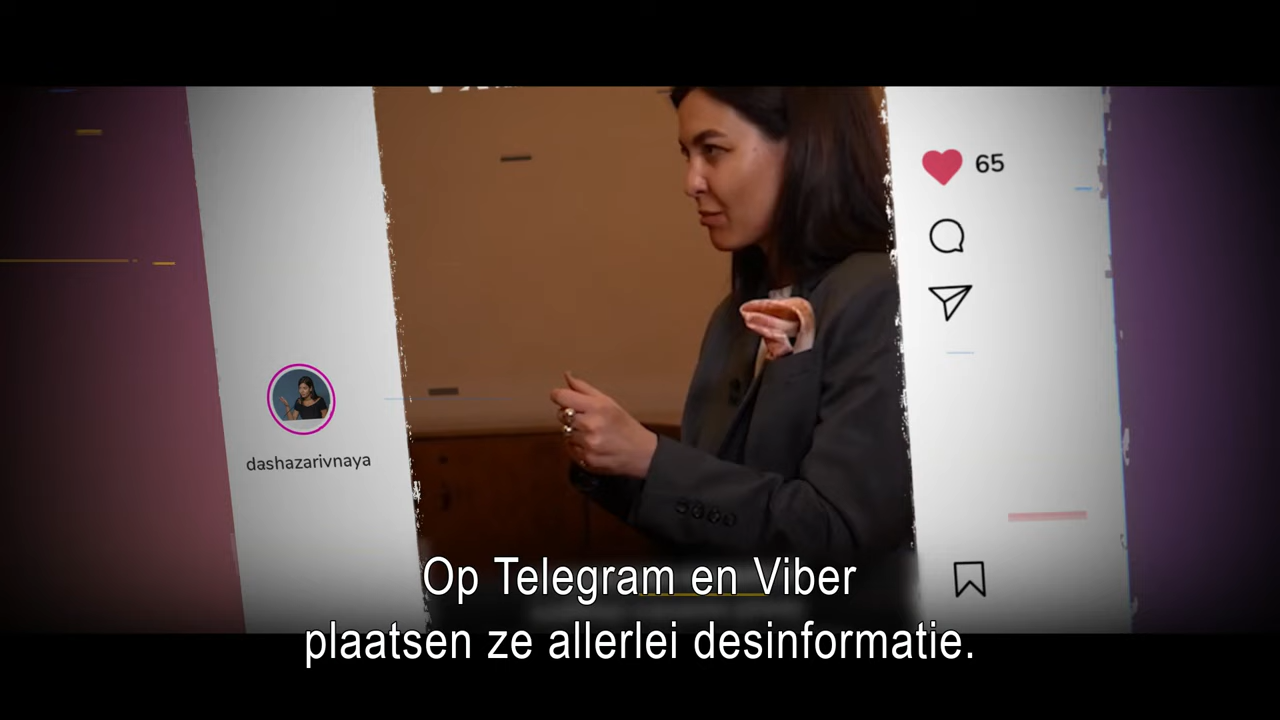 65
dashazarivnaya
Op Telegram en Viber
plaatsen ze allerlei desinformatie.